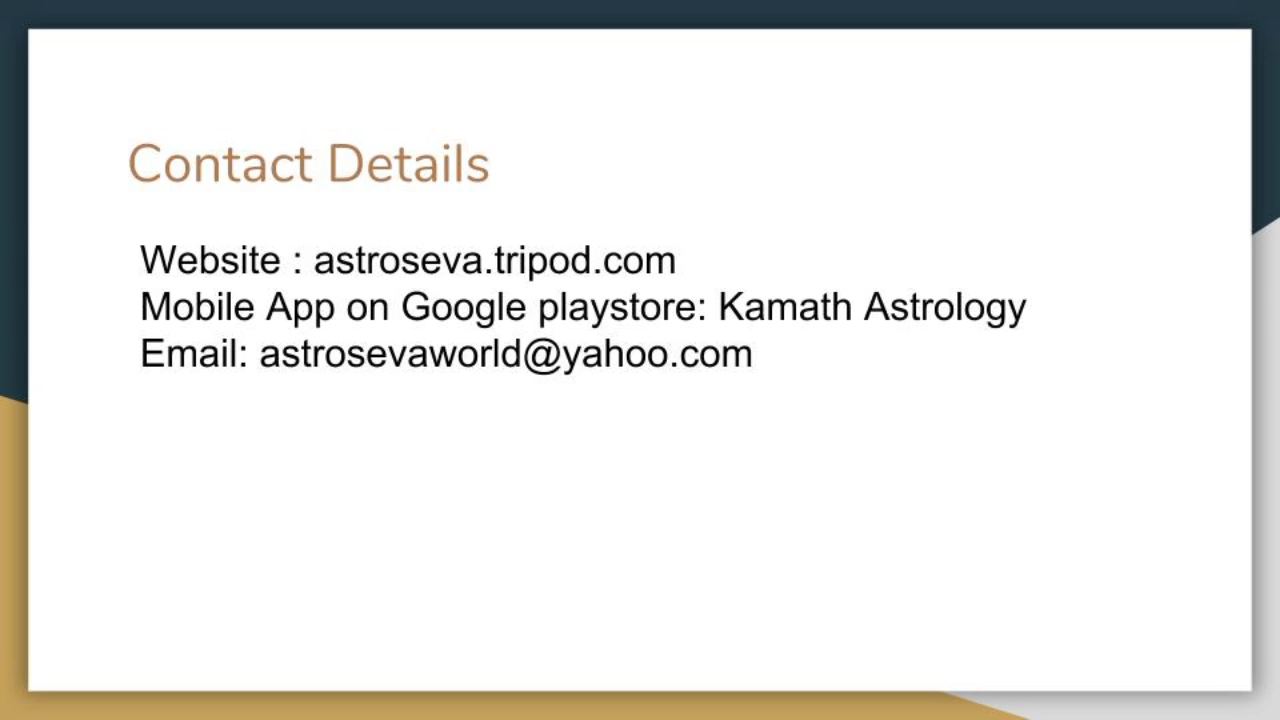 Contact Details
Website : astroseva.tripod.com
Mobile App on Google playstore: Kamath Astrology
Email: astrosevaworld@yahoo.com